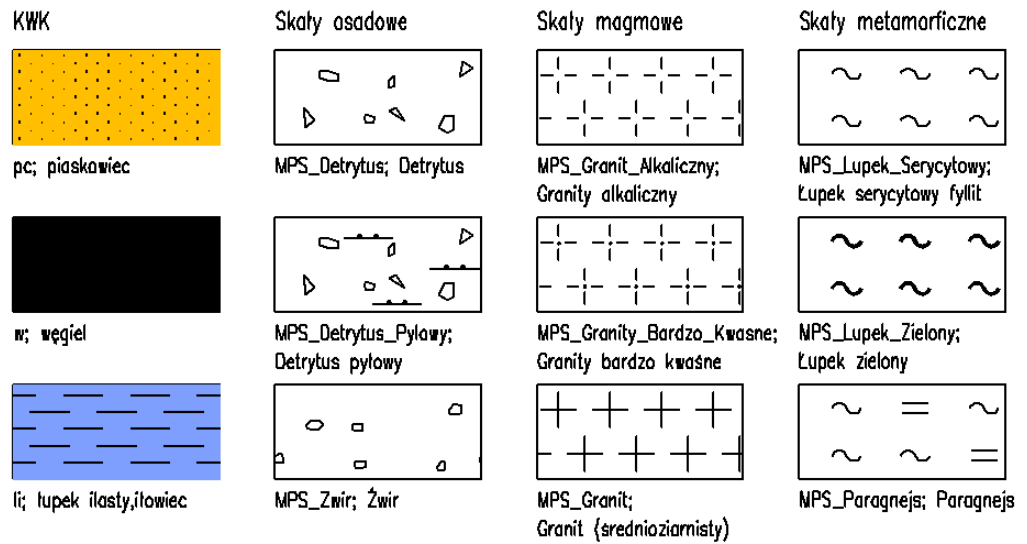 KWK
Skały osadowe
Skały magmowe
Skały metamorficzne
pc; piaskowiec
MPS_Detrytus; Detrytus
MPS_Granit_Alkaliczny;
Granity alkaliczny
MPS_Lupek_Serycytowy;
Łupek serycytowy fyllit
w; węgiel
MPS_Detrytus_Pylawy;
Detrytus pyłowy
MPS_Granity_Bardzo_Kwasne;
Granity bardzo kwaśne
MPS_Lupek_Zielony;
Łupek zielony
li; łupek ilasty,iłowiec
MPS_Zwir; Żwir
MPS_Granit;
Granit (średnioziarnisty)
MPS_Paragnejs; Paragnejs